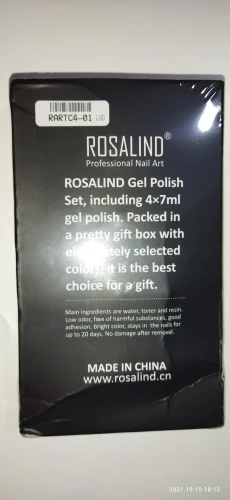 RARTC4-01
ROSALIND®
Professional Nail Art
ROSALIND Gel Polish
Set, including 4×7ml
gel polish. Packed in
a pretty gift box with
selected
it is the best
choice for a gift.
Main ingredients are water, toner and resin.
Low odor, free of harmful substances, good
adhesion, bright color, stays in the nails for
up to 20 days. No damage after removal.
MADE IN CHINA
www.rosalind.cn
2021.10.19 18:12